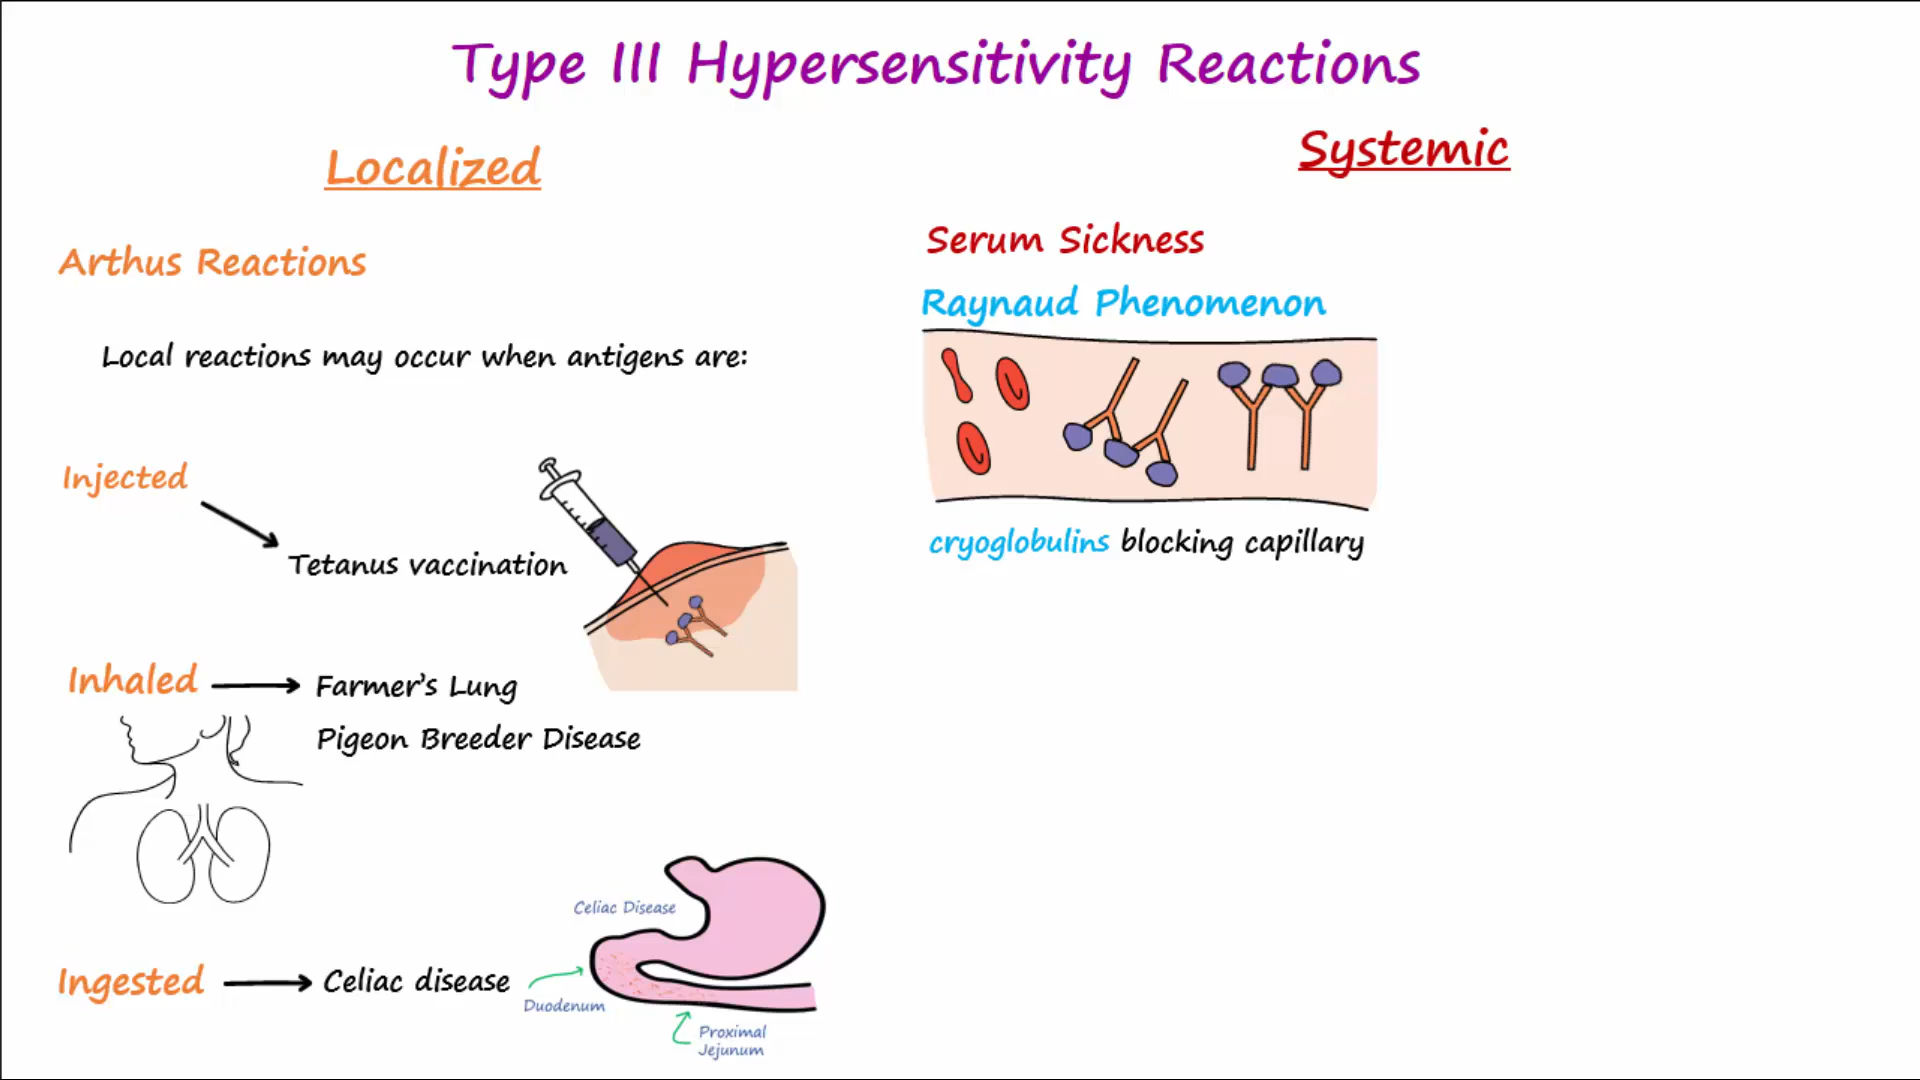 Type III Hypersensitivity Reactions
Localized
Arthus Reactions
Local reactions may occur when antigens are:
Injected
Tetanus vaccination
Inhaled
Farmer's Lung
Pigeon Breeder Disease
Ingested
Celiac disease
Celiac Disease
Duodenum
Proximal
Jejunum
Systemic
Serum Sickness
Raynaud Phenomenon
cryoglobulins blocking capillary